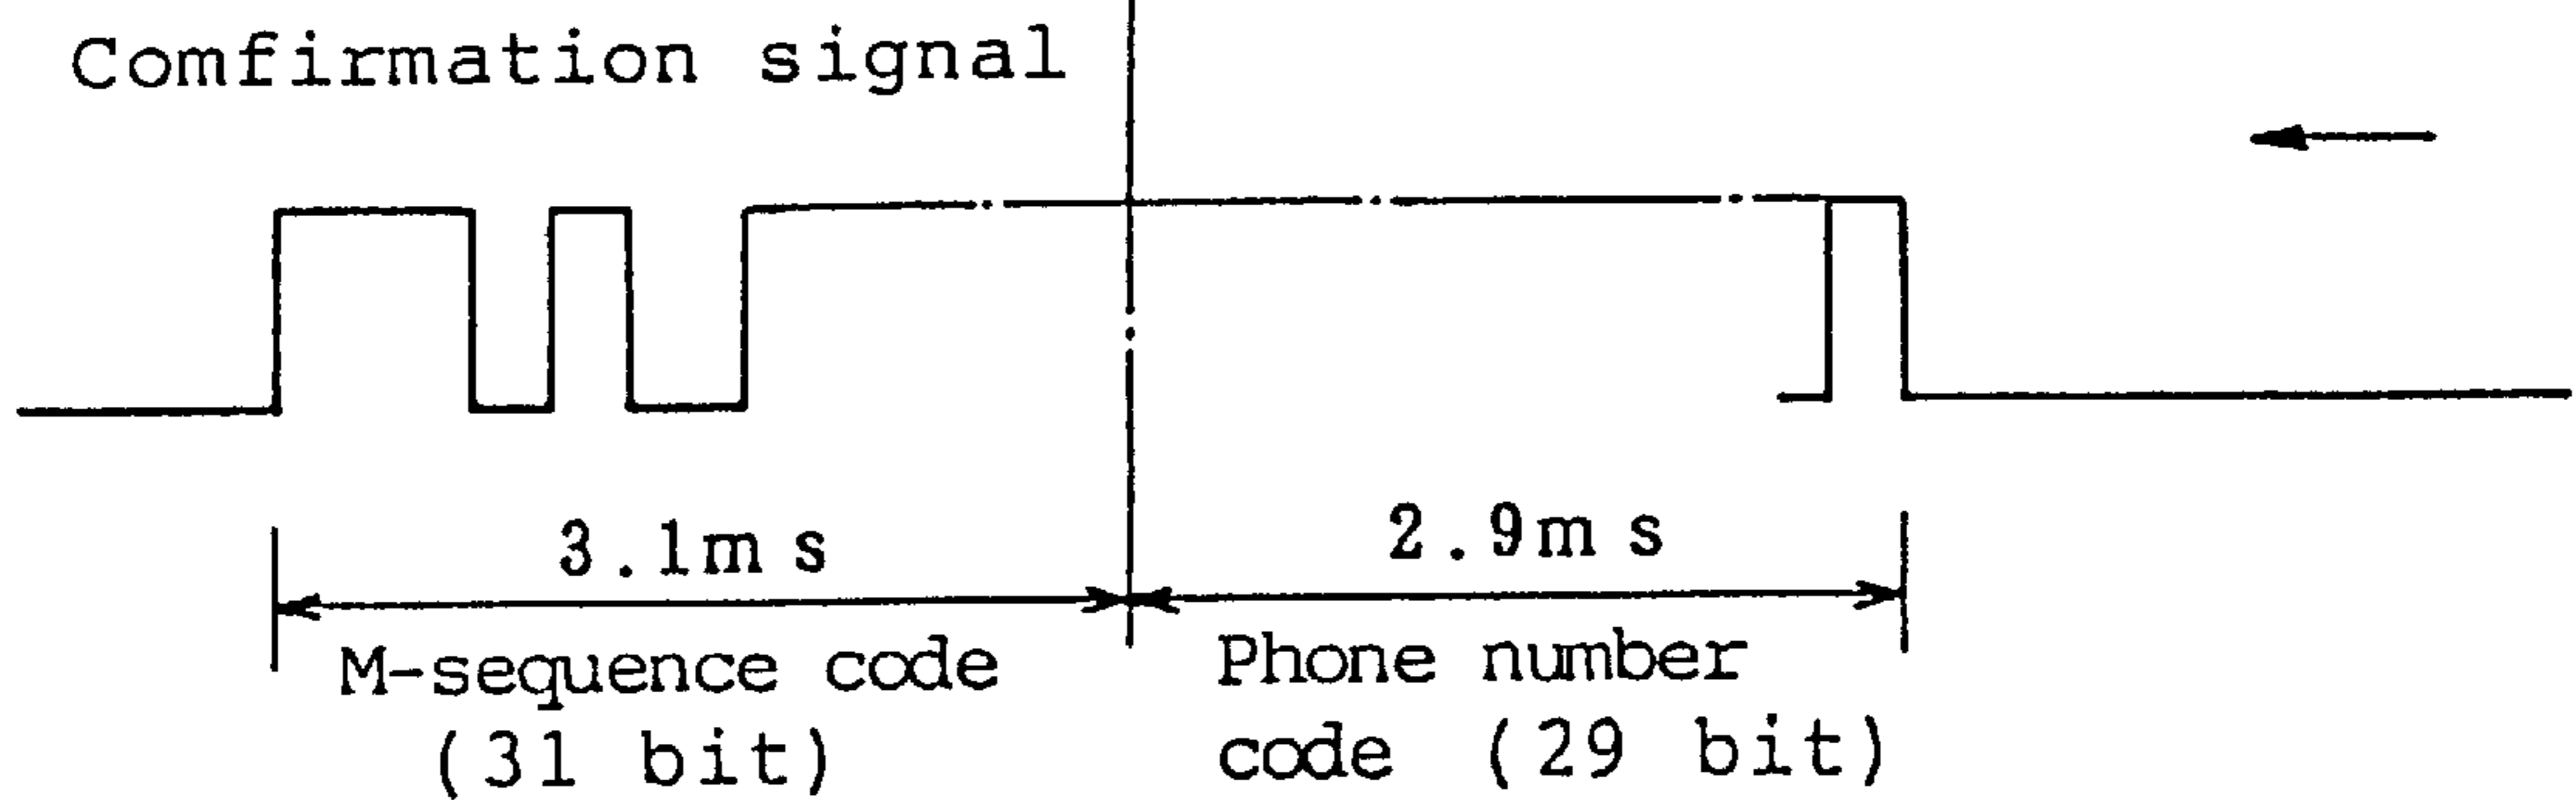 Comfirmation signal
3.1ms
2.9ms
M-sequence code
(31 bit)
Phone number
code (29 bit)